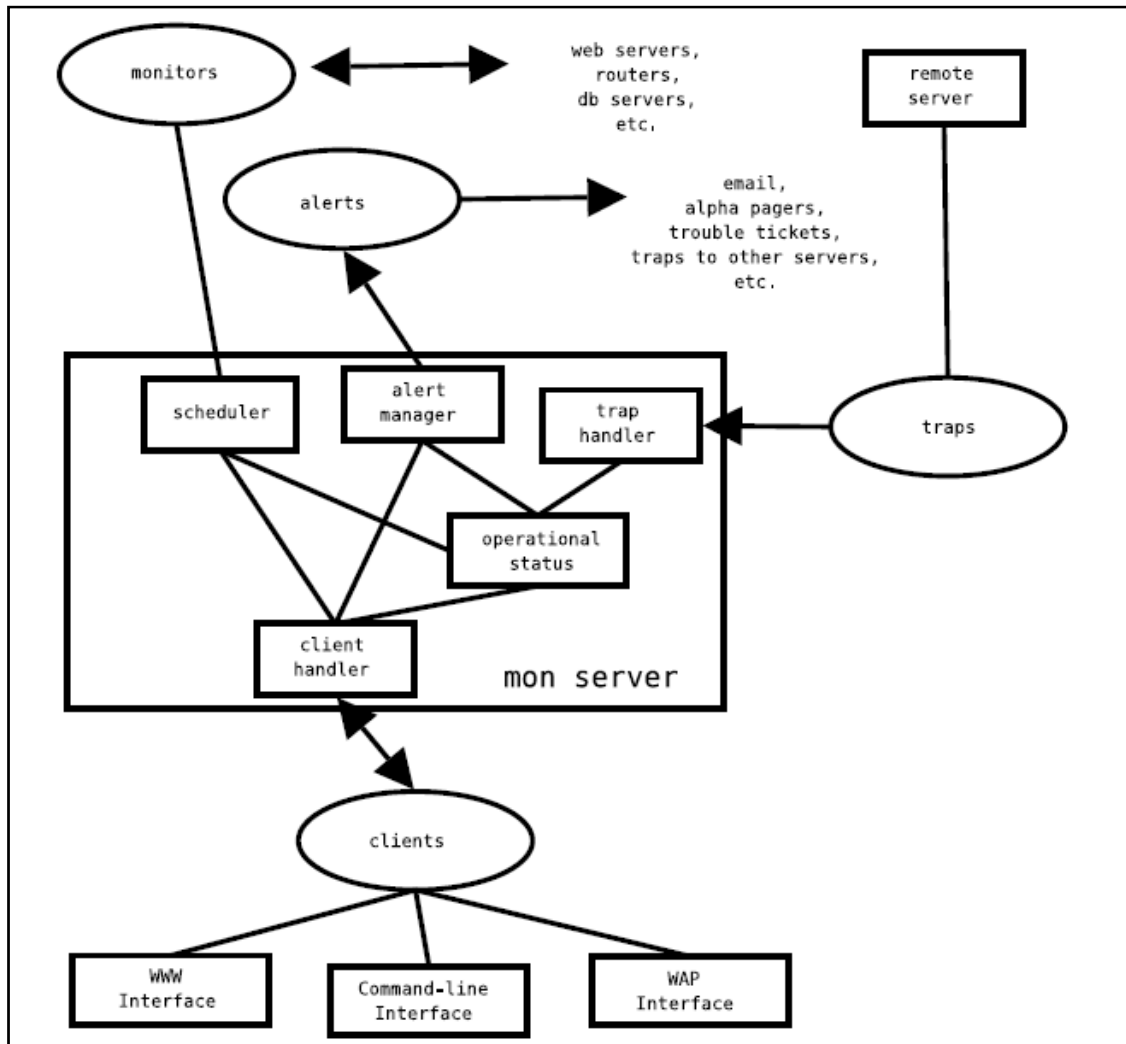 monitors
web servers,
routers,
db servers,
etc.
remote
server
alerts
email,
alpha pagers,
trouble tickets,
traps to other servers,
etc.
scheduler
alert
manager
trap
handler
traps
operational
status
client
handler
mon server
clients
WWW
Interface
Command-line
Interface
WAP
Interface